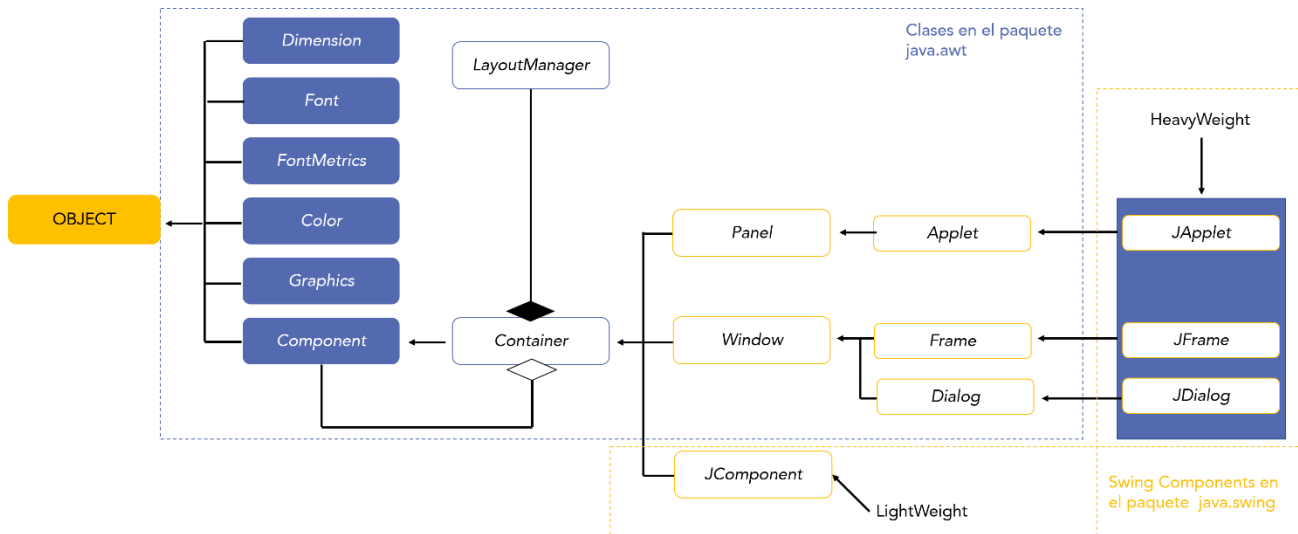 Dimension
LayoutManager
Clases en el paquete
java.awt
Font
HeavyWeight
FontMetrics
OBJECT
Color
Panel
Applet
JApplet
Graphics
Component
Container
Window
Frame
JFrame
Dialog
JDialog
JComponent
LightWeight
Swing Components en
el paquete java.swing